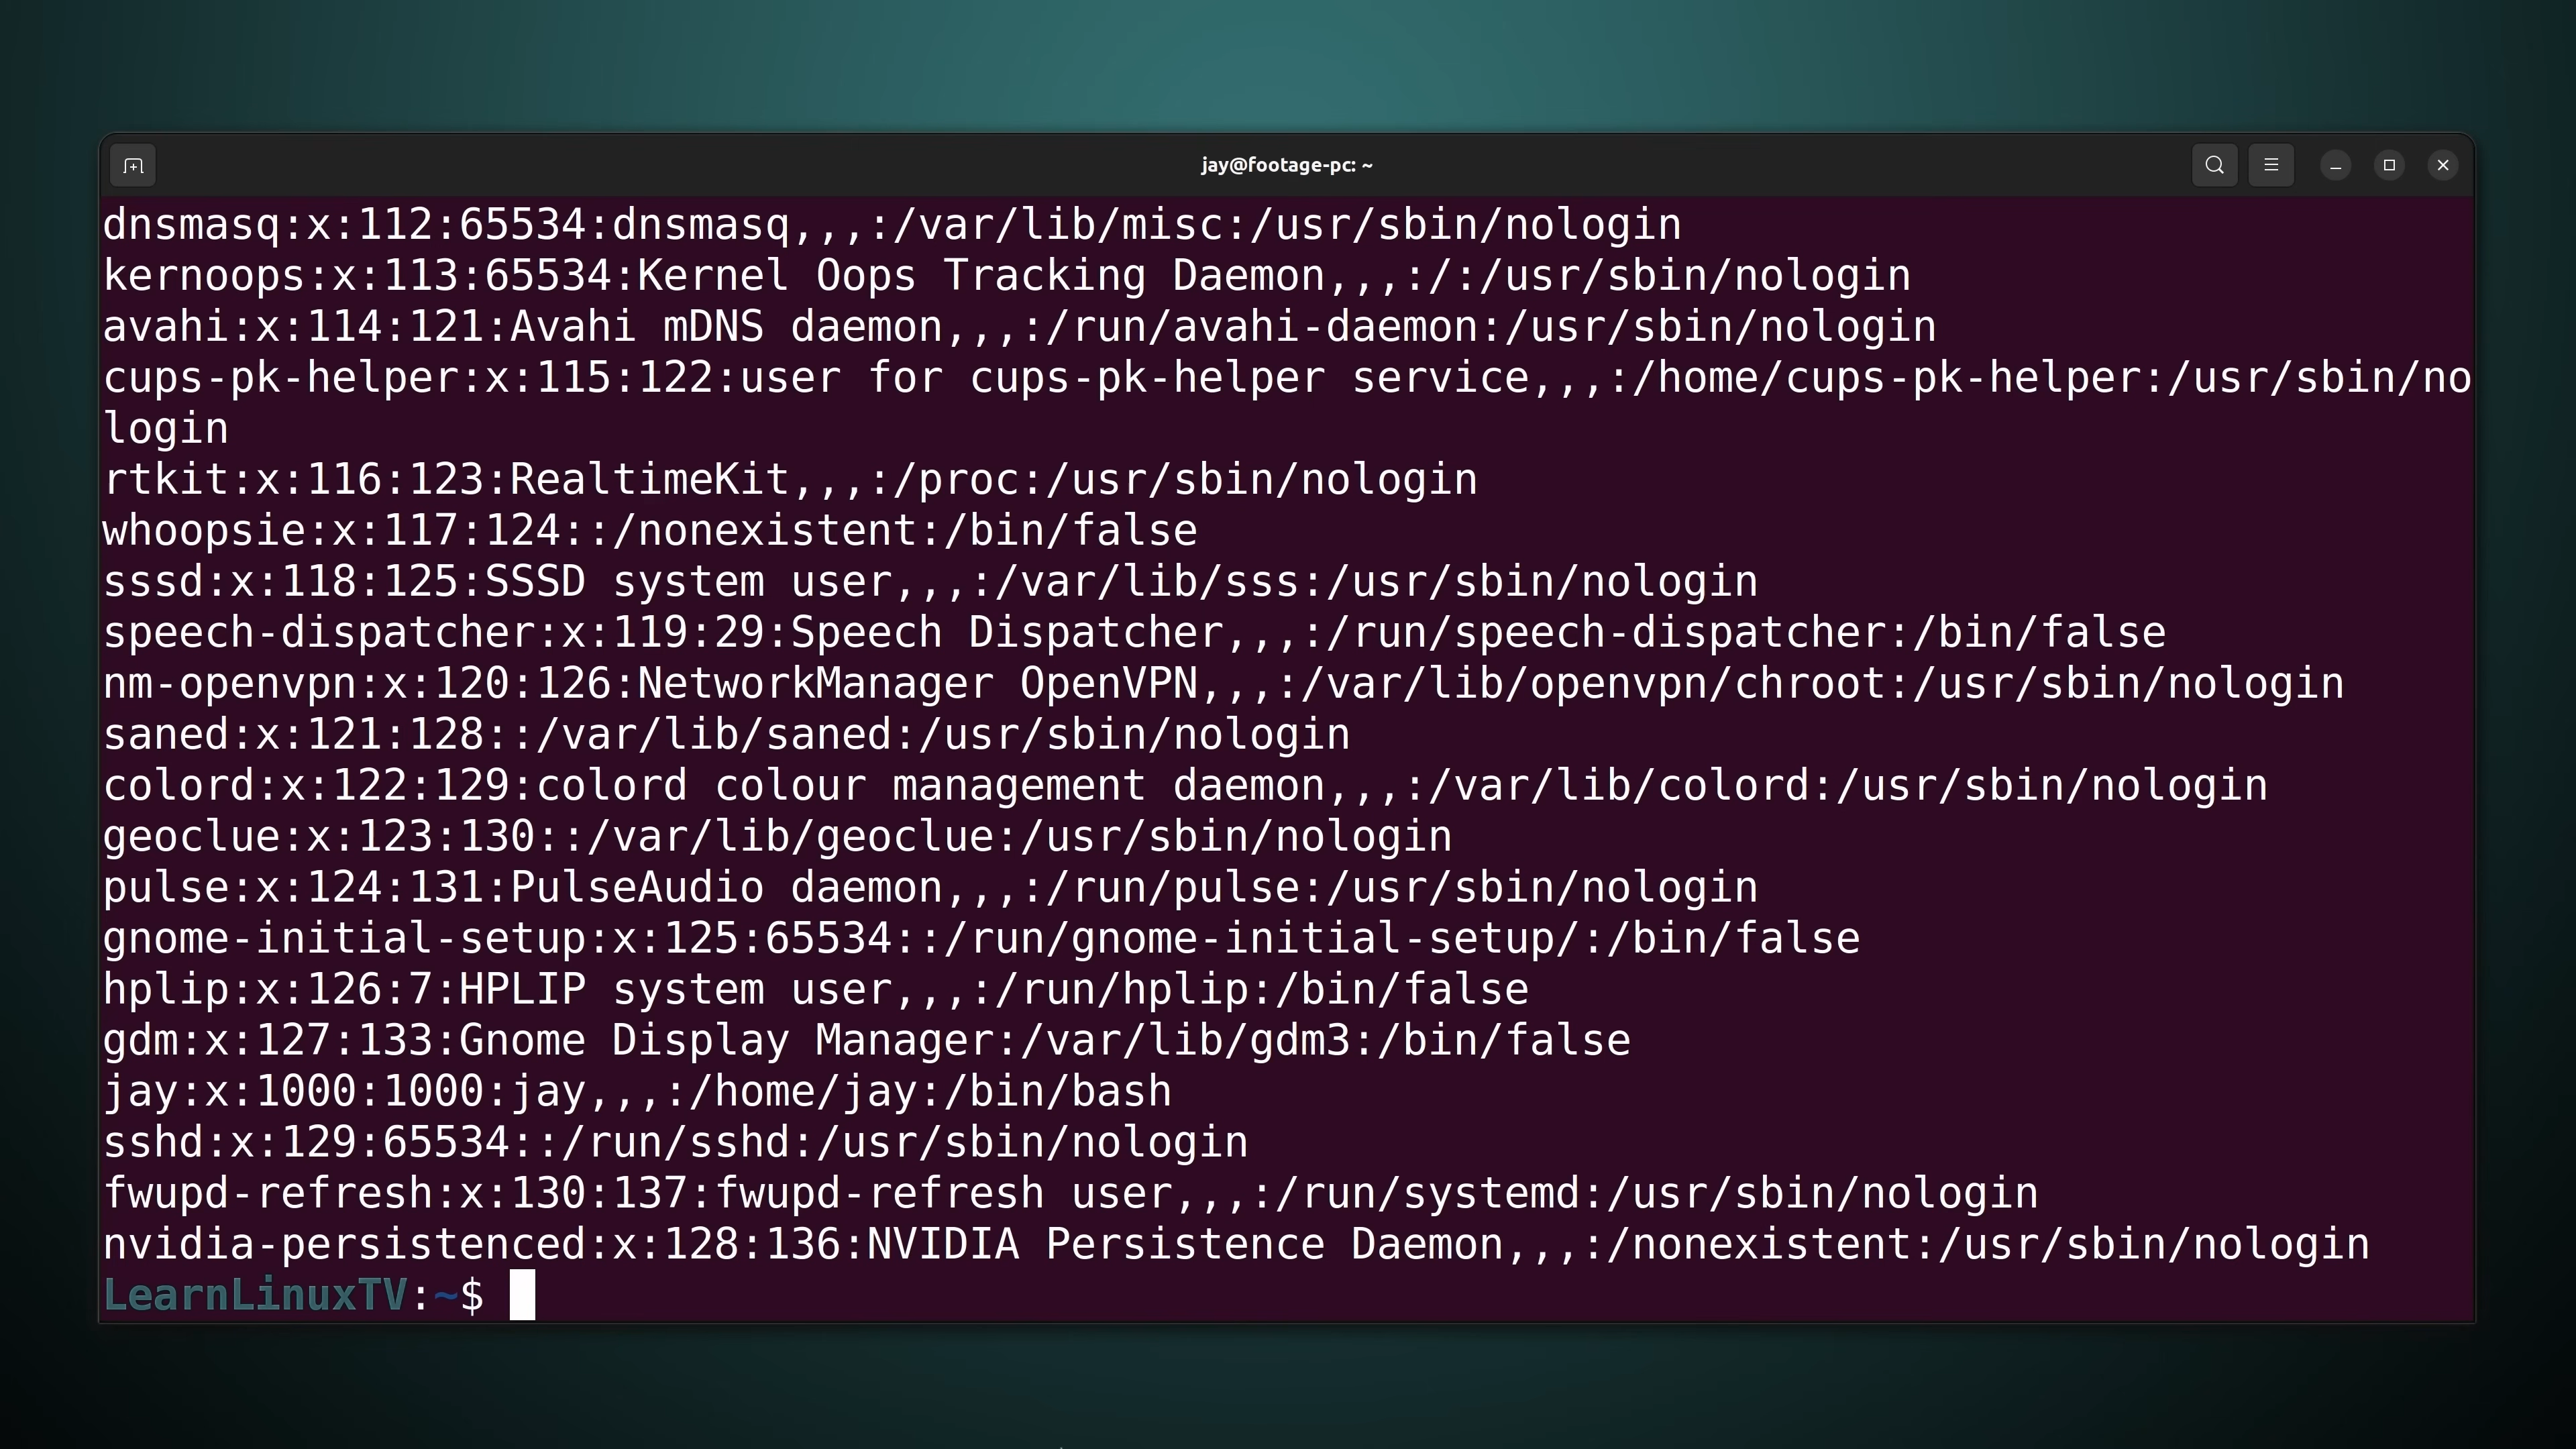 jay@footage-pc: ~
dnsmasq:x:112:65534:dnsmasq,,,:/var/lib/misc:/usr/sbin/nologin
kernoops:x:113:65534:Kernel Oops Tracking Daemon,,,:/:/usr/sbin/nologin
avahi:x:114:121:Avahi mDNS daemon,,,:/run/avahi-daemon:/usr/sbin/nologin
cups-pk-helper:x:115:122:user for cups-pk-helper service,,,:/home/cups-pk-helper:/usr/sbin/no
login
rtkit:x:116:123:RealtimeKit,,,:/proc:/usr/sbin/nologin
whoopsie:x:117:124::/nonexistent:/bin/false
sssd:x:118:125:SSSD system user,,,:/var/lib/sss:/usr/sbin/nologin
speech-dispatcher:x:119:29:Speech Dispatcher,,,:/run/speech-dispatcher:/bin/false
nm-openvpn:x:120:126:NetworkManager OpenVPN,,,:/var/lib/openvpn/chroot:/usr/sbin/nologin
saned:x:121:128::/var/lib/saned:/usr/sbin/nologin
colord:x:122:129:colord colour management daemon,,,:/var/lib/colord:/usr/sbin/nologin
geoclue:x:123:130::/var/lib/geoclue:/usr/sbin/nologin
pulse:x:124:131:PulseAudio daemon,,,:/run/pulse:/usr/sbin/nologin
gnome-initial-setup:x:125:65534::/run/gnome-initial-setup/:/bin/false
hplip:x:126:7:HPLIP system user,,,:/run/hplip:/bin/false
gdm:x:127:133:Gnome Display Manager:/var/lib/gdm3:/bin/false
jay:x:1000:1000:jay,,,:/home/jay:/bin/bash
sshd:x:129:65534::/run/sshd:/usr/sbin/nologin
fwupd-refresh:x:130:137:fwupd-refresh user,,,:/run/systemd:/usr/sbin/nologin
nvidia-persistenced:x:128:136:NVIDIA Persistence Daemon,,,:/nonexistent:/usr/sbin/nologin
LearnLinuxTV:~$